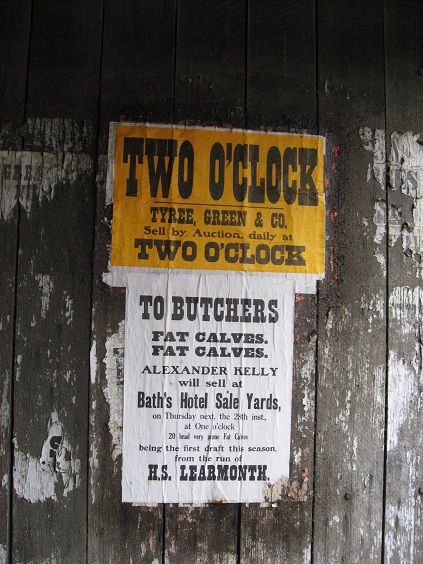 TWO O'CLOCK
TYREE, GREEN & CO.
Sell by Auction, daily at
TWO O'CLOCK
TO BUTCHERS
FAT CALVES.
FAT CALVES.
ALEXANDER KELLY
will sell at
Bath's Hotel Sale Yards,
on Thursday next, the 28th inst.,
at One o'clock
20 head very prime Fat Calves
being the first draft this season,
from the run of
H.S. LEARMONTH.